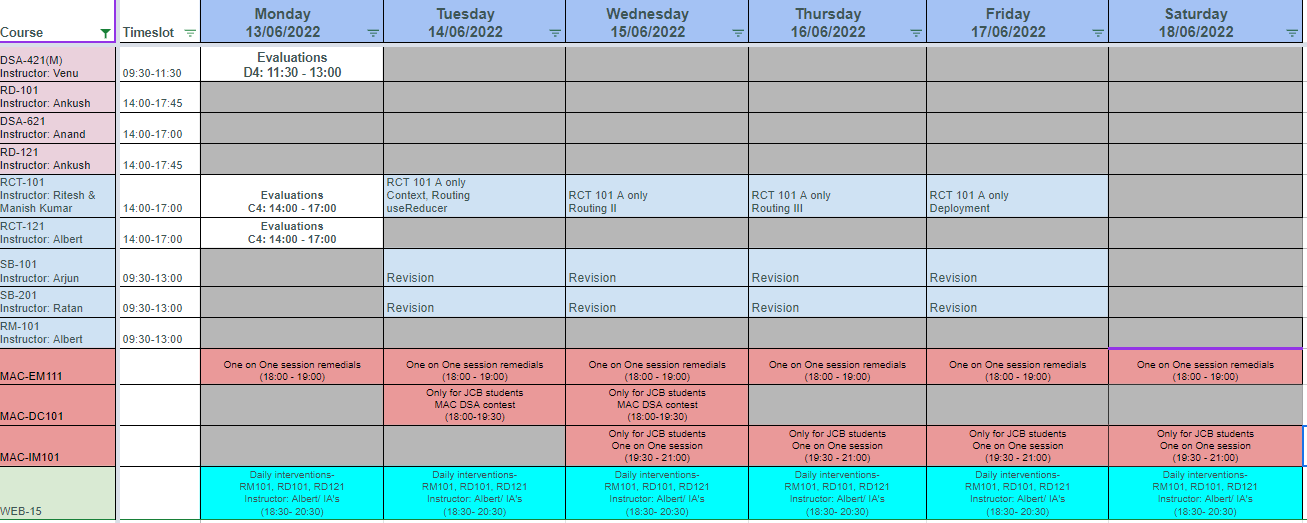 Course Timeslot Monday Tuesday Wednesday Thursday Friday Saturday
13/06/2022 14/06/2022 15/06/2022 16/06/2022 17/06/2022 18/06/2022
DSA-421(M)
Instructor: Venu
09:30-11:30
Evaluations
D4: 11:30 - 13:00
RD-101
Instructor: Ankush
14:00-17:45
DSA-621
Instructor: Anand
14:00-17:00
RD-121
Instructor: Ankush
14:00-17:45
RCT-101
Instructor: Ritesh &
Manish Kumar
14:00-17:00
Evaluations
C4: 14:00 - 17:00
RCT 101 A only
Context, Routing
useReducer
RCT 101 A only
Routing II
RCT 101 A only
Routing III
RCT 101 A only
Deployment
RCT-121
Instructor: Albert
14:00-17:00
Evaluations
C4: 14:00 - 17:00
SB-101
Instructor: Arjun
09:30-13:00
Revision
Revision
Revision
Revision
SB-201
Instructor: Ratan
09:30-13:00
Revision
Revision
Revision
Revision
RM-101
Instructor: Albert
09:30-13:00
MAC-EM111
One on One session remedials
(18:00 - 19:00)
One on One session remedials
(18:00 - 19:00)
One on One session remedials
(18:00 - 19:00)
One on One session remedials
(18:00 - 19:00)
One on One session remedials
(18:00 - 19:00)
One on One session remedials
(18:00 - 19:00)
MAC-DC101
Only for JCB students
MAC DSA contest
(18:00-19:30)
Only for JCB students
MAC DSA contest
(18:00-19:30)
MAC-IM101
Only for JCB students
One on One session
(19:30 - 21:00)
Only for JCB students
One on One session
(19:30 - 21:00)
Only for JCB students
One on One session
(19:30 - 21:00)
Only for JCB students
One on One session
(19:30 - 21:00)
WEB-15
Daily interventions-
RM101, RD101, RD121
Instructor: Albert/ IA's
(18:30- 20:30)
Daily interventions-
RM101, RD101, RD121
Instructor: Albert/ IA's
(18:30- 20:30)
Daily interventions-
RM101, RD101, RD121
Instructor: Albert/ IA's
(18:30- 20:30)
Daily interventions-
RM101, RD101, RD121
Instructor: Albert/ IA's
(18:30- 20:30)
Daily interventions-
RM101, RD101, RD121
Instructor: Albert/ IA's
(18:30- 20:30)
Daily interventions-
RM101, RD101, RD121
Instructor: Albert/ IA's
(18:30- 20:30)